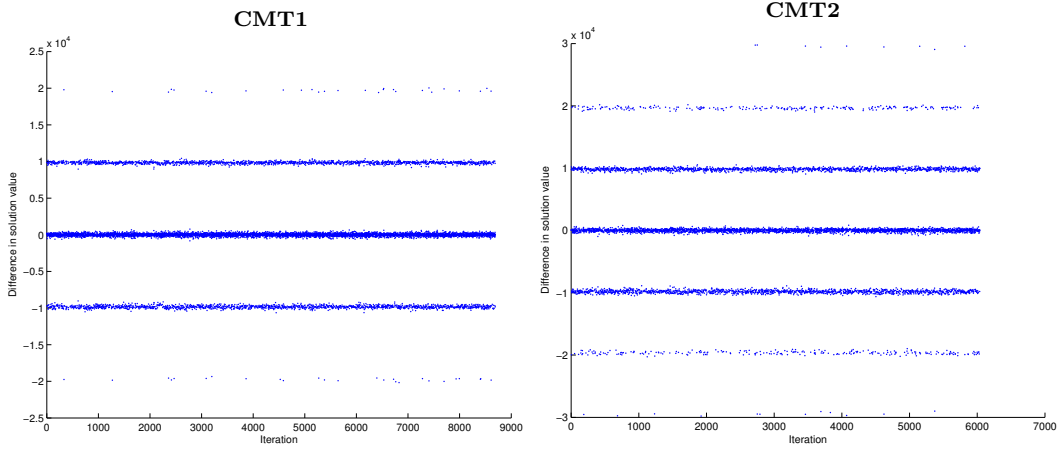 CMT1
x 10^4
2.5
2
1.5
1
0.5
0
−0.5
−1
−1.5
−2
−2.5
0 1000 2000 3000 4000 5000 6000 7000 8000 9000
Iteration
Difference in solution value
CMT2
x 10^4
3
2
1
0
−1
−2
−3
0 1000 2000 3000 4000 5000 6000 7000
Iteration
Difference in solution value